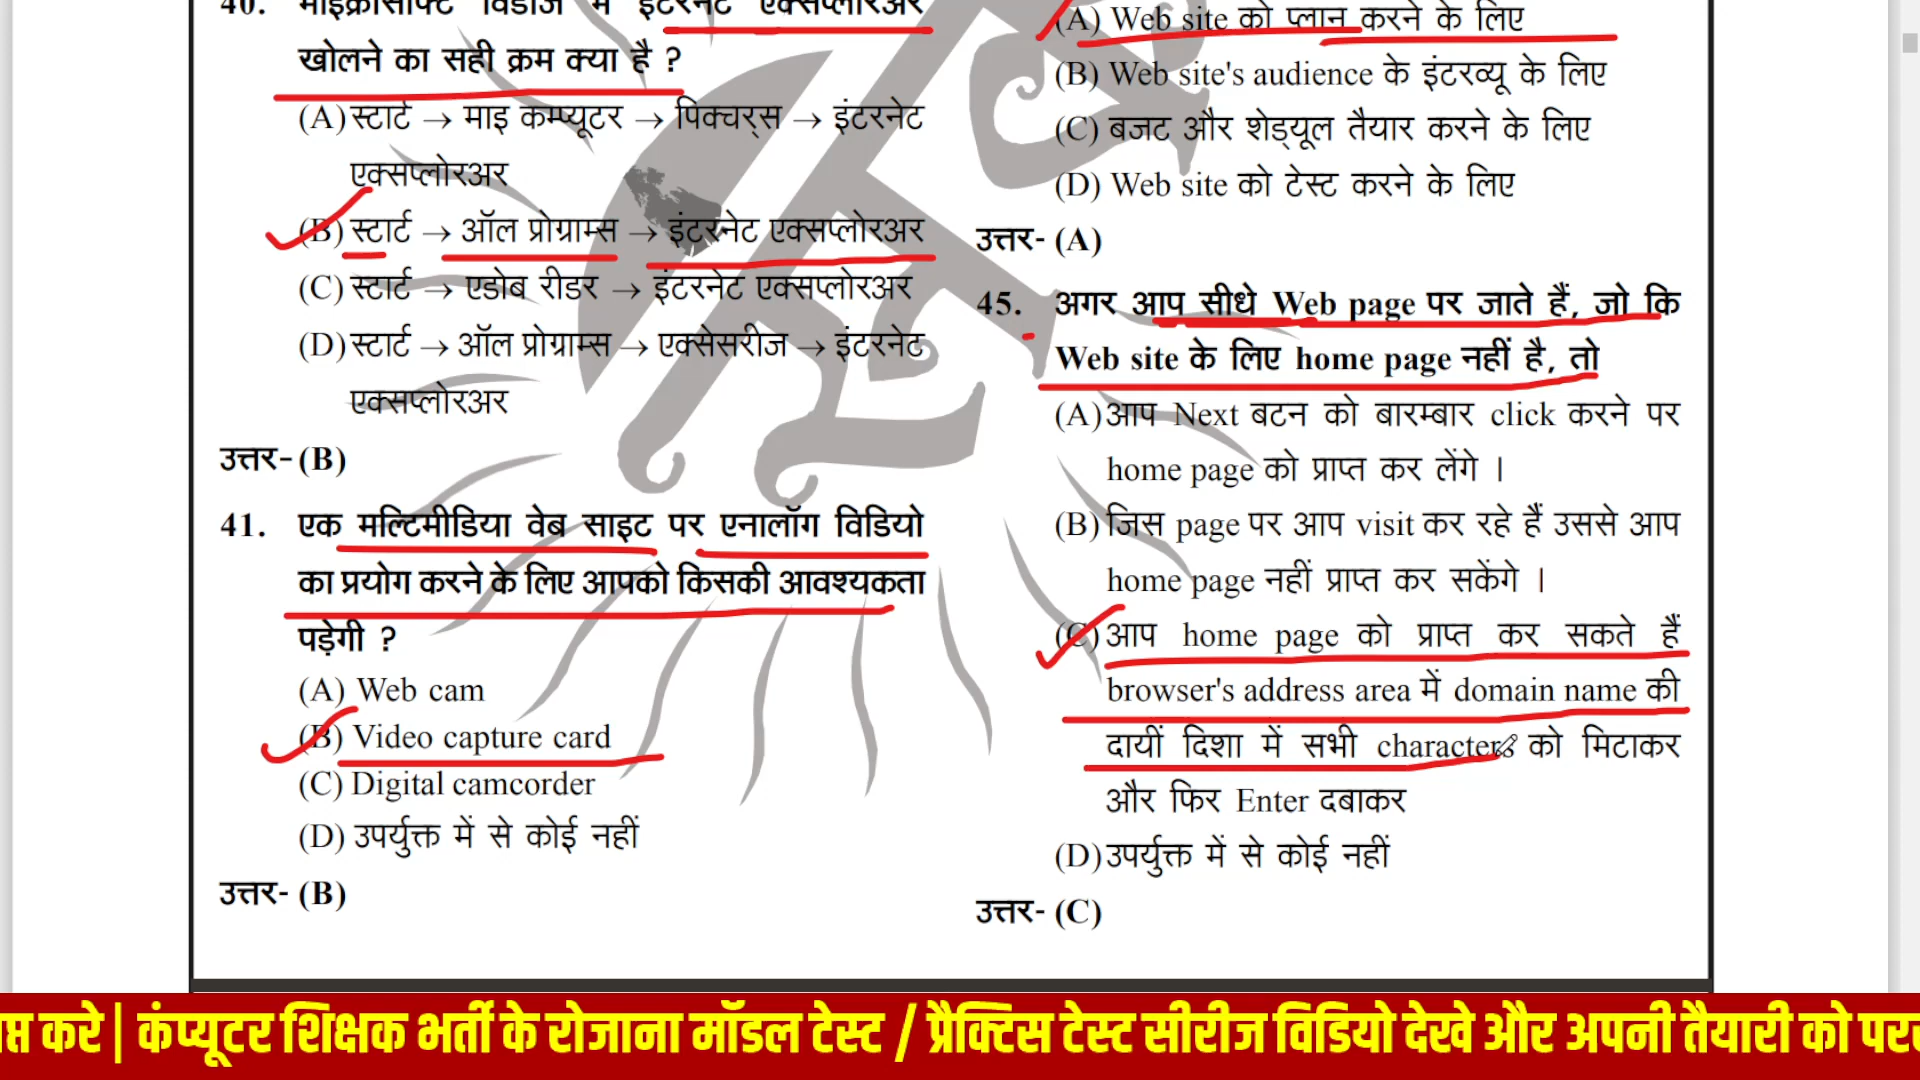 40. माइक्रोसॉफ्ट विंडोज में इंटरनेट एक्सप्लोरअर
खोलने का सही क्रम क्या है ?
(A) स्टार्ट → माइ कम्प्यूटर → पिक्चर्स → इंटरनेट
एक्सप्लोरअर
(B) स्टार्ट → ऑल प्रोग्राम्स → इंटरनेट एक्सप्लोरअर
(C) स्टार्ट → एडोब रीडर → इंटरनेट एक्सप्लोरअर
(D) स्टार्ट → ऑल प्रोग्राम्स → एक्सेसरीज → इंटरनेट
एक्सप्लोरअर
उत्तर- (B)
41. एक मल्टिमीडिया वेब साइट पर एनालॉग विडियो
का प्रयोग करने के लिए आपको किसकी आवश्यकता
पड़ेगी ?
(A) Web cam
(B) Video capture card
(C) Digital camcorder
(D) उपर्युक्त में से कोई नहीं
उत्तर- (B)
(A) Web site को प्लान करने के लिए
(B) Web site's audience के इंटरव्यू के लिए
(C) बजट और शेड्यूल तैयार करने के लिए
(D) Web site को टेस्ट करने के लिए
उत्तर- (A)
45. अगर आप सीधे Web page पर जाते हैं, जो कि
Web site के लिए home page नहीं है, तो
(A) आप Next बटन को बारम्बार click करने पर
home page को प्राप्त कर लेंगे ।
(B) जिस page पर आप visit कर रहे हैं उससे आप
home page नहीं प्राप्त कर सकेंगे ।
(C) आप home page को प्राप्त कर सकते हैं
browser's address area में domain name की
दायीं दिशा में सभी characters को मिटाकर
और फिर Enter दबाकर
(D) उपर्युक्त में से कोई नहीं
उत्तर- (C)
करे | कंप्यूटर शिक्षक भर्ती के रोजाना मॉडल टेस्ट / प्रैक्टिस टेस्ट सीरीज विडियो देखे और अपनी तैयारी को